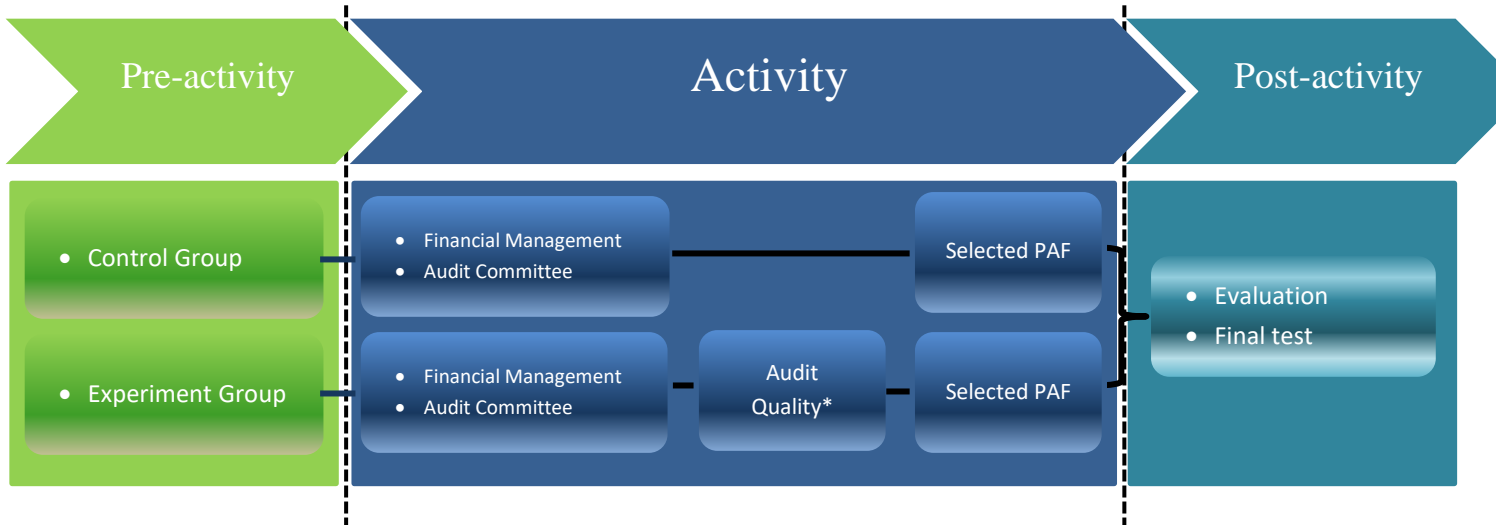 Pre-activity
Activity
Post-activity
• Control Group
• Financial Management
• Audit Committee
Selected PAF
• Experiment Group
• Financial Management
• Audit Committee
Audit
Quality*
Selected PAF
• Evaluation
• Final test